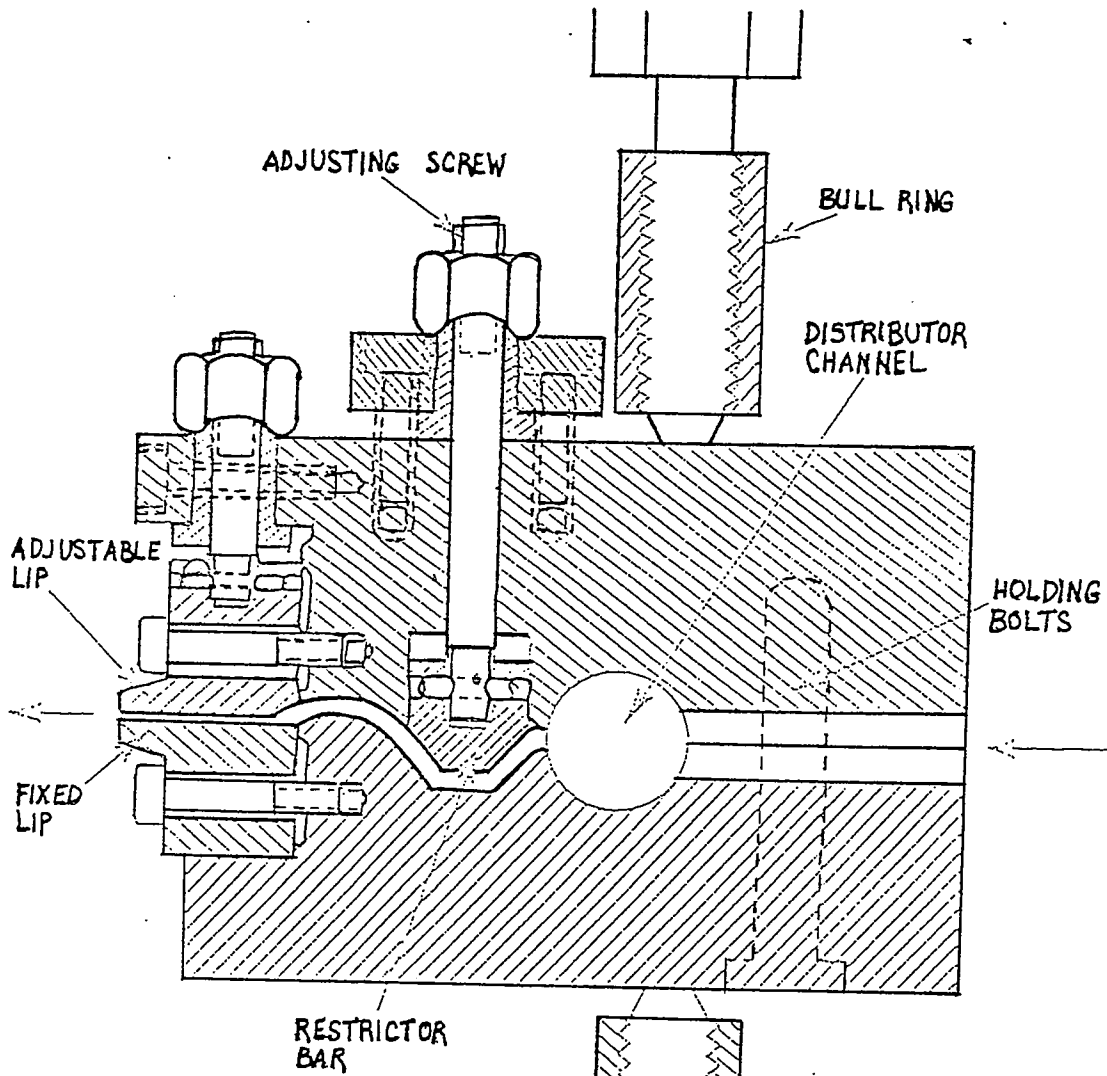 ADJUSTING SCREW
BULL RING
DISTRIBUTOR
CHANNEL
ADJUSTABLE
LIP
HOLDING
BOLTS
FIXED
LIP
RESTRICTOR
BAR